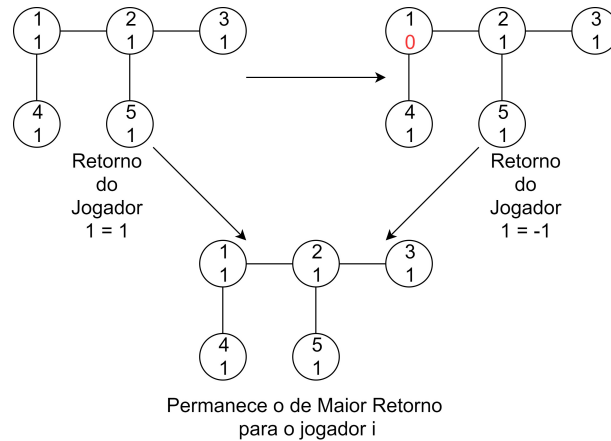 1 2 3
1 1 1
4 5
1 1
Retorno
do
Jogador
1 = 1
1 2 3
0 1 1
4 5
1 1
Retorno
do
Jogador
1 = -1
1 2 3
1 1 1
4 5
1 1
Permanece o de Maior Retorno
para o jogador i